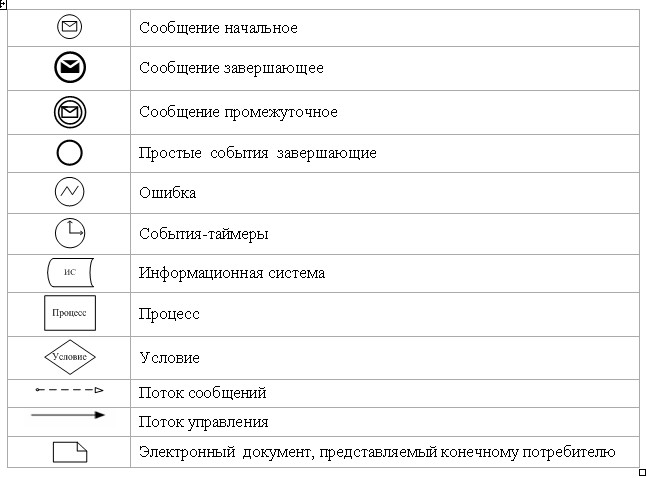 Сообщение начальное
Сообщение завершающее
Сообщение промежуточное
Простые события завершающие
Ошибка
События-таймеры
ИС
Информационная система
Процесс
Процесс
Условие
Условие
Поток сообщений
Поток управления
Электронный документ, представляемый конечному потребителю